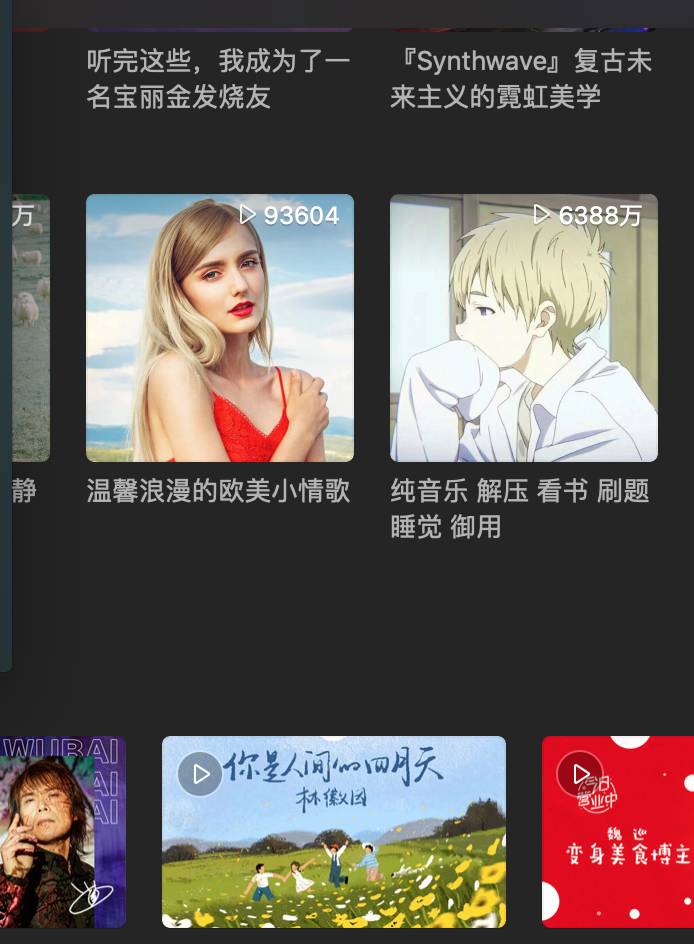 听完这些，我成为了一
名宝丽金发烧友
『Synthwave』复古未
来主义的霓虹美学
万
93604
6388万
静
温馨浪漫的欧美小情歌
纯音乐 解压 看书 刷题
睡觉 御用
WUBAI
AI
AI
你是人间的四月天
林徽因
今日
营业中
魏 巡
变身美食博主